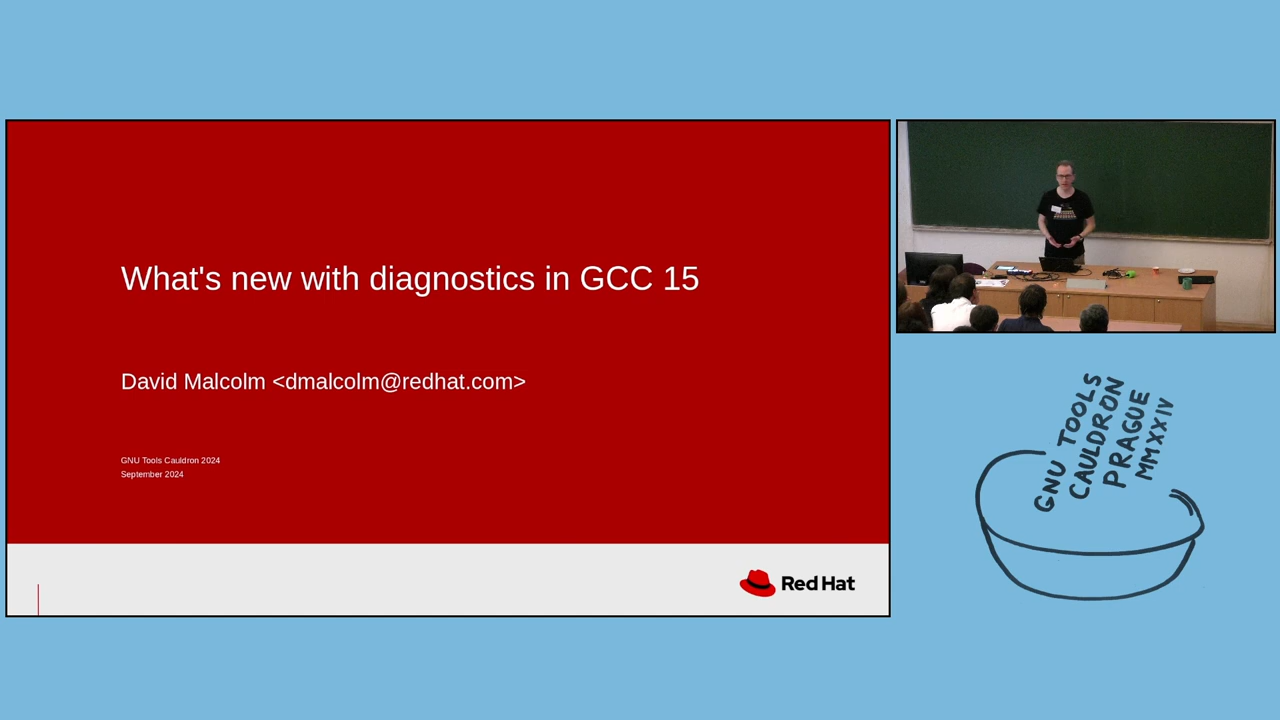 What's new with diagnostics in GCC 15
David Malcolm <dmalcolm@redhat.com>
GNU Tools Cauldron 2024
September 2024
Red Hat
GNU TOOLS
CAULDRON
PRAGUE
MMXXIV